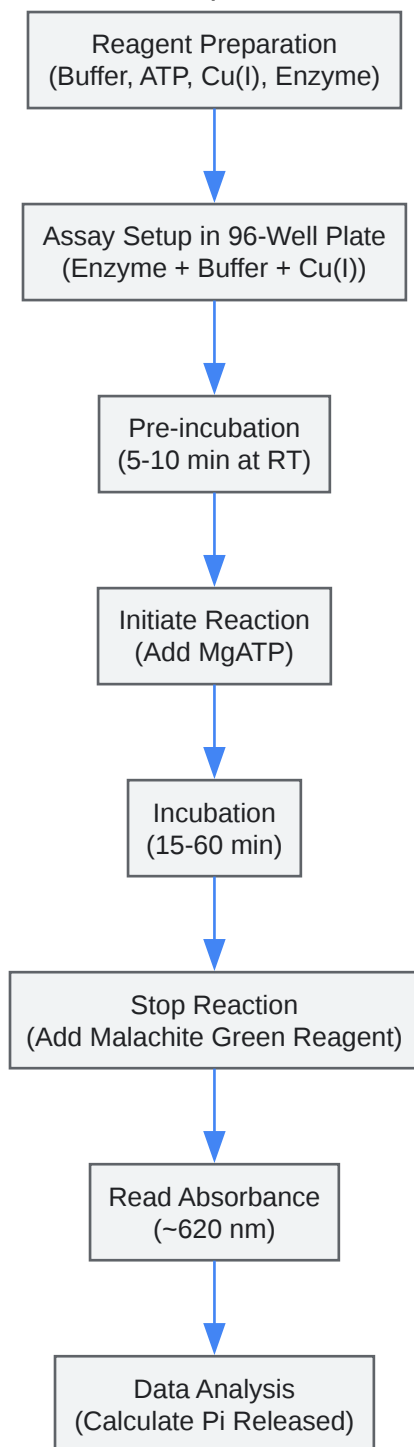 Reagent Preparation
(Buffer, ATP, Cu(I), Enzyme)
Assay Setup in 96-Well Plate
(Enzyme + Buffer + Cu(I))
Pre-incubation
(5-10 min at RT)
Initiate Reaction
(Add MgATP)
Incubation
(15-60 min)
Stop Reaction
(Add Malachite Green Reagent)
Read Absorbance
(~620 nm)
Data Analysis
(Calculate Pi Released)